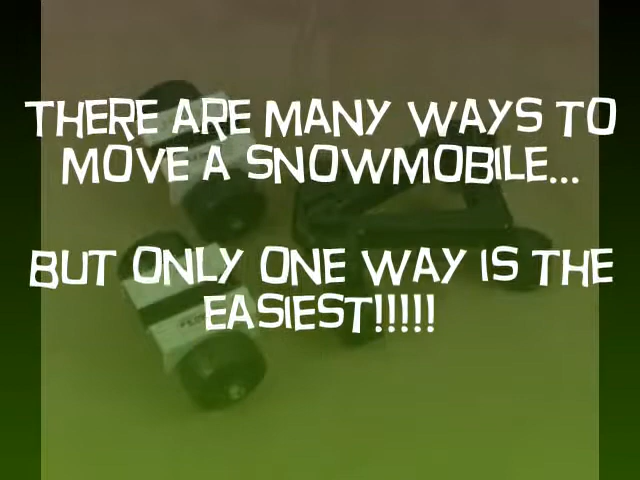 THERE ARE MANY WAYS TO
MOVE A SNOWMOBILE...
BUT ONLY ONE WAY IS THE
EASIEST!!!!!